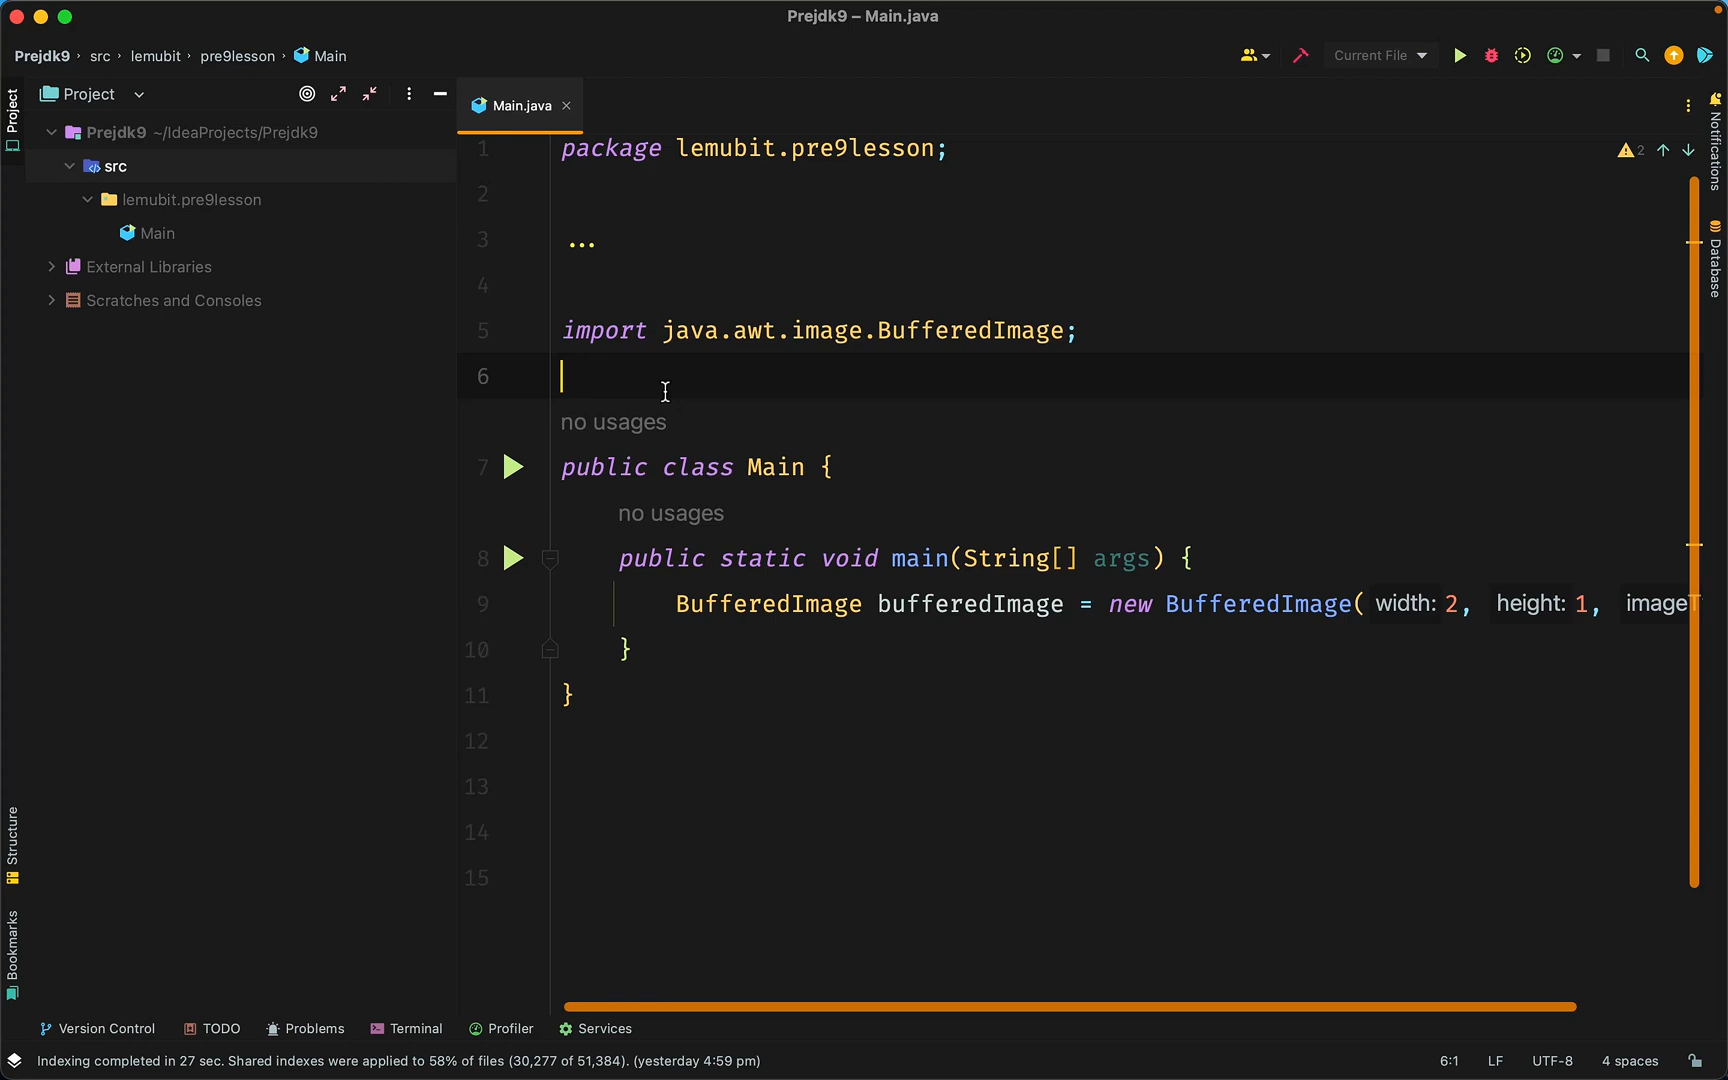 Prejdk9 – Main.java
Prejdk9 › src › lemubit › pre9lesson › Main
Current File
Project
Main.java
Project
Prejdk9 ~/IdeaProjects/Prejdk9
src
lemubit.pre9lesson
Main
External Libraries
Scratches and Consoles
Structure
Bookmarks
1 package lemubit.pre9lesson;
2
3 ...
4
5 import java.awt.image.BufferedImage;
6
no usages
7 public class Main {
no usages
8 public static void main(String[] args) {
9 BufferedImage bufferedImage = new BufferedImage( width: 2, height: 1, imageT
10 }
11 }
12
13
14
15
2
Notifications
Database
Version Control TODO Problems Terminal Profiler Services
Indexing completed in 27 sec. Shared indexes were applied to 58% of files (30,277 of 51,384). (yesterday 4:59 pm) 6:1 LF UTF-8 4 spaces